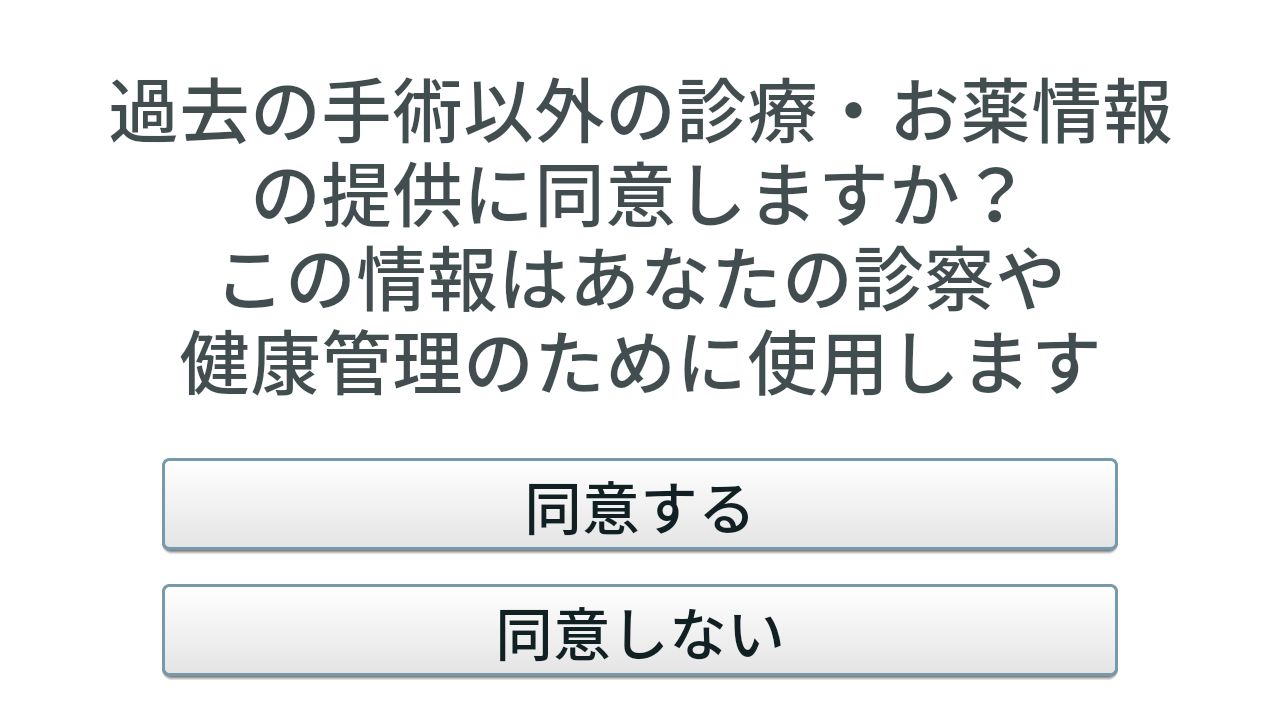 過去の手術以外の診療・お薬情報
の提供に同意しますか？
この情報はあなたの診察や
健康管理のために使用します
同意する
同意しない